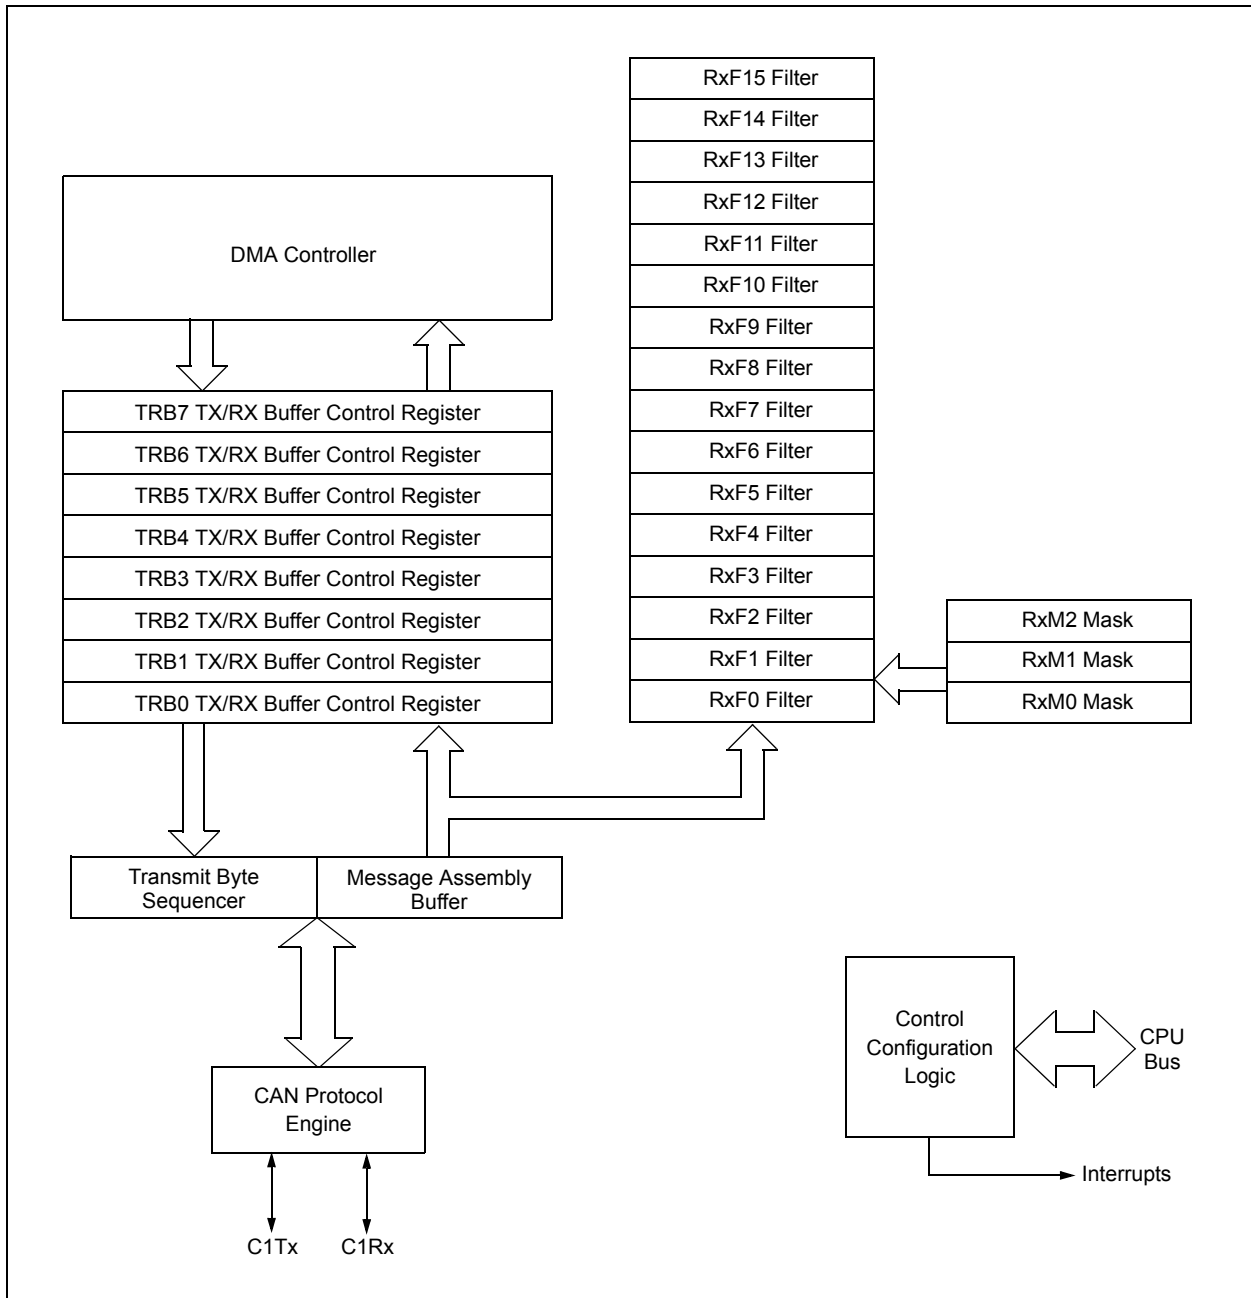 RxF15 Filter
RxF14 Filter
RxF13 Filter
RxF12 Filter
RxF11 Filter
RxF10 Filter
RxF9 Filter
RxF8 Filter
RxF7 Filter
RxF6 Filter
RxF5 Filter
RxF4 Filter
RxF3 Filter
RxF2 Filter
RxF1 Filter
RxF0 Filter
DMA Controller
TRB7 TX/RX Buffer Control Register
TRB6 TX/RX Buffer Control Register
TRB5 TX/RX Buffer Control Register
TRB4 TX/RX Buffer Control Register
TRB3 TX/RX Buffer Control Register
TRB2 TX/RX Buffer Control Register
TRB1 TX/RX Buffer Control Register
TRB0 TX/RX Buffer Control Register
RxM2 Mask
RxM1 Mask
RxM0 Mask
Transmit Byte
Sequencer
Message Assembly
Buffer
CAN Protocol
Engine
C1Tx
C1Rx
Control
Configuration
Logic
CPU
Bus
Interrupts